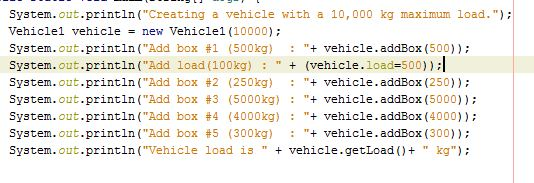 System.out.println("Creating a vehicle with a 10,000 kg maximum load.");
Vehicle1 vehicle = new Vehicle1(10000);
System.out.println("Add box #1 (500kg)  : "+ vehicle.addBox(500));
System.out.println("Add load(100kg) : " + (vehicle.load=500));
System.out.println("Add box #2 (250kg)  : "+ vehicle.addBox(250));
System.out.println("Add box #3 (5000kg) : "+ vehicle.addBox(5000));
System.out.println("Add box #4 (4000kg) : "+ vehicle.addBox(4000));
System.out.println("Add box #5 (300kg)  : "+ vehicle.addBox(300));
System.out.println("Vehicle load is " + vehicle.getLoad()+ " kg");